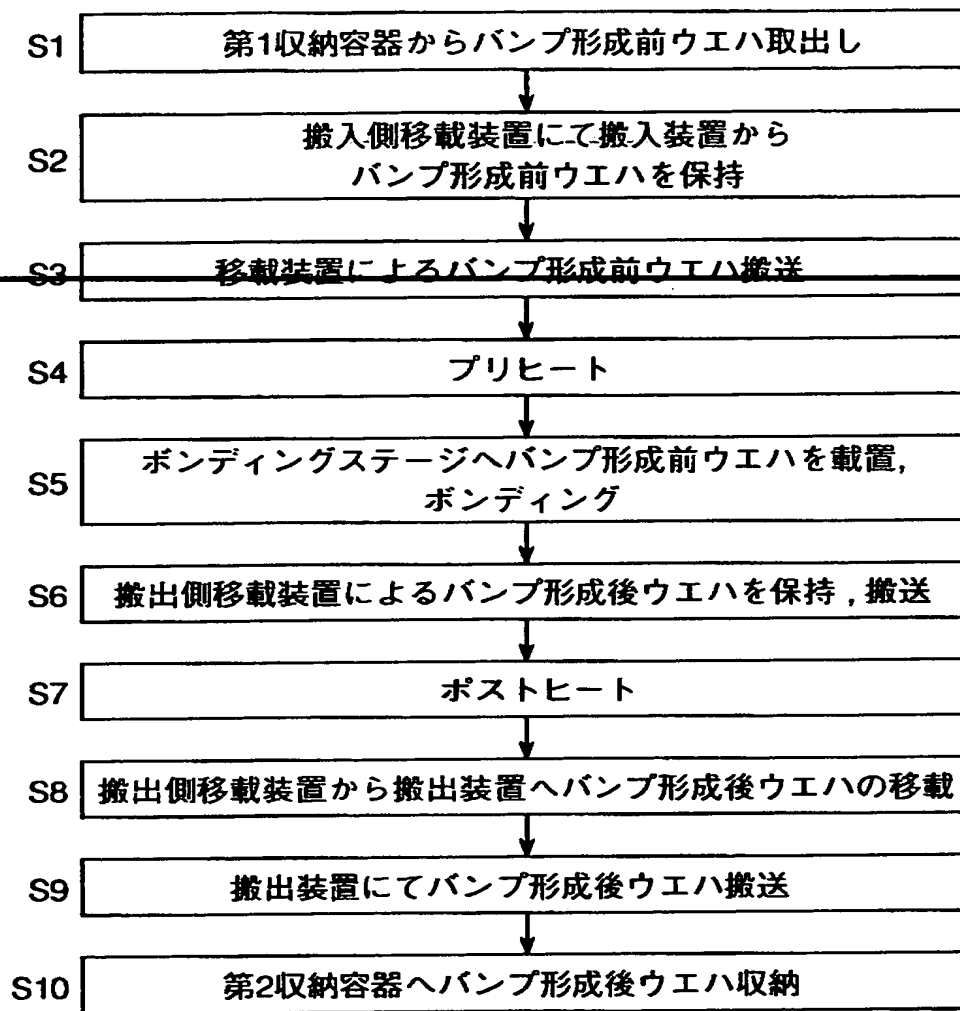 S1 第1収納容器からバンプ形成前ウエハ取出し
S2 搬入側移載装置にて搬入装置から
バンプ形成前ウエハを保持
S3 移載装置によるバンプ形成前ウエハ搬送
S4 プリヒート
S5 ボンディングステージへバンプ形成前ウエハを載置,
ボンディング
S6 搬出側移載装置によるバンプ形成後ウエハを保持,搬送
S7 ポストヒート
S8 搬出側移載装置から搬出装置へバンプ形成後ウエハの移載
S9 搬出装置にてバンプ形成後ウエハ搬送
S10 第2収納容器へバンプ形成後ウエハ収納